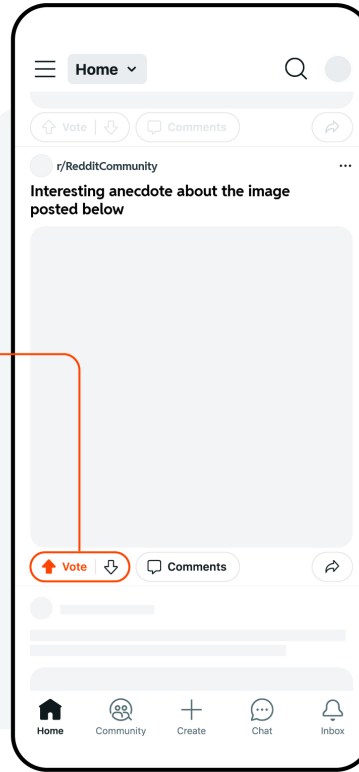 Home
Vote Comments
r/RedditCommunity
Interesting anecdote about the image
posted below
Vote Comments
Home Community Create Chat Inbox